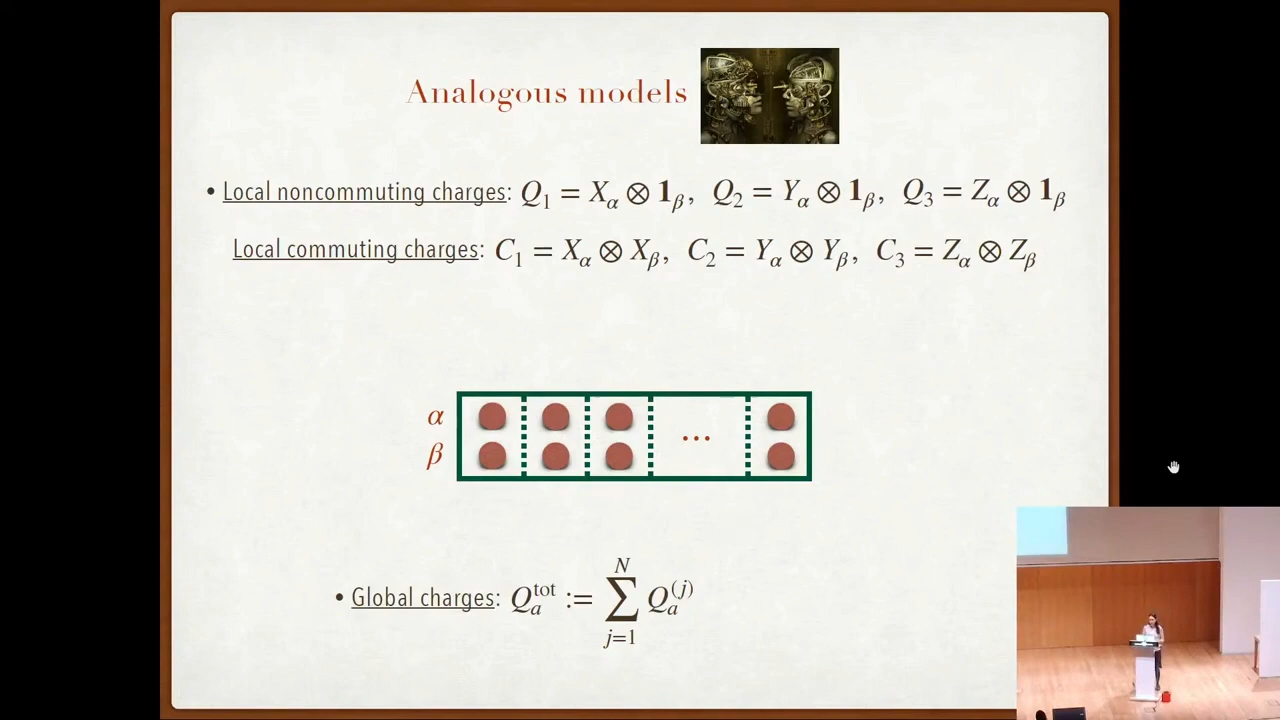 Analogous models
• Local noncommuting charges: Q₁ = X_α ⊗ 𝟏_β, Q₂ = Y_α ⊗ 𝟏_β, Q₃ = Z_α ⊗ 𝟏_β
Local commuting charges: C₁ = X_α ⊗ X_β, C₂ = Y_α ⊗ Y_β, C₃ = Z_α ⊗ Z_β
α
...
β
• Global charges: Q_a^tot := ∑_{j=1}^{N} Q_a^{(j)}